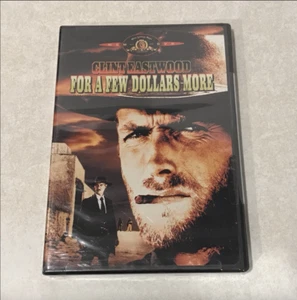 CLINT EASTWOOD
FOR A FEW DOLLARS MORE